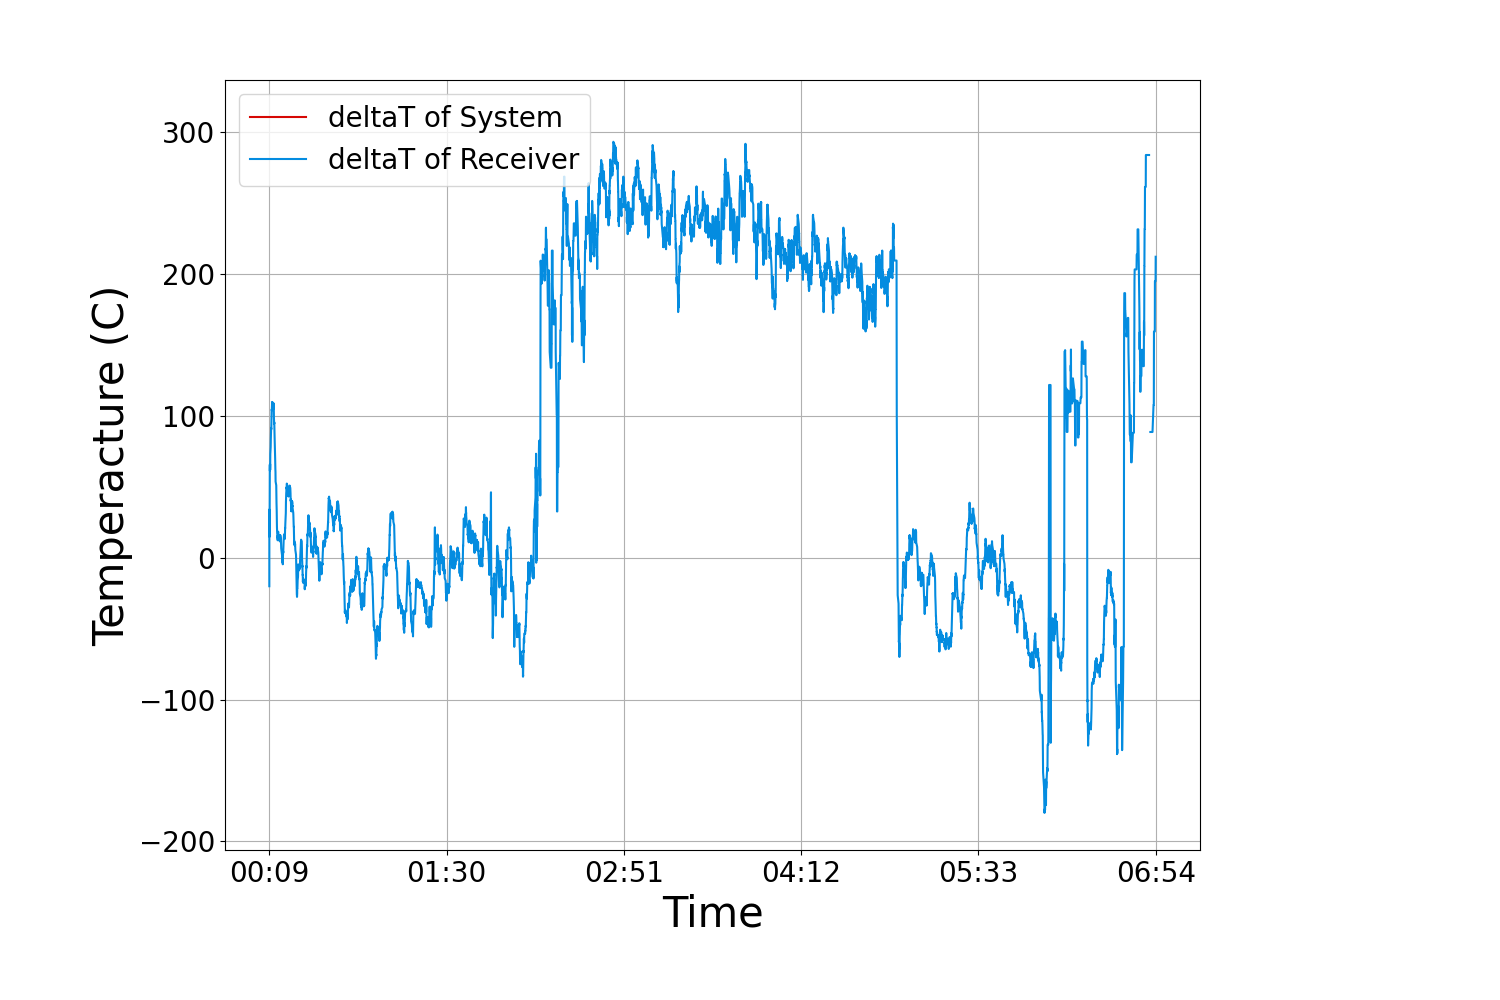 deltaT of System
deltaT of Receiver
300
200
100
0
−100
−200
Temperacture (C)
00:09 01:30 02:51 04:12 05:33 06:54
Time